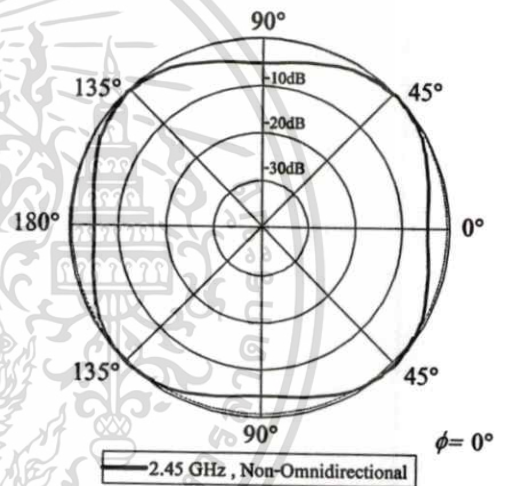 90°
135° 45°
-10dB
-20dB
-30dB
180° 0°
135° 45°
90°
ϕ= 0°
2.45 GHz , Non-Omnidirectional